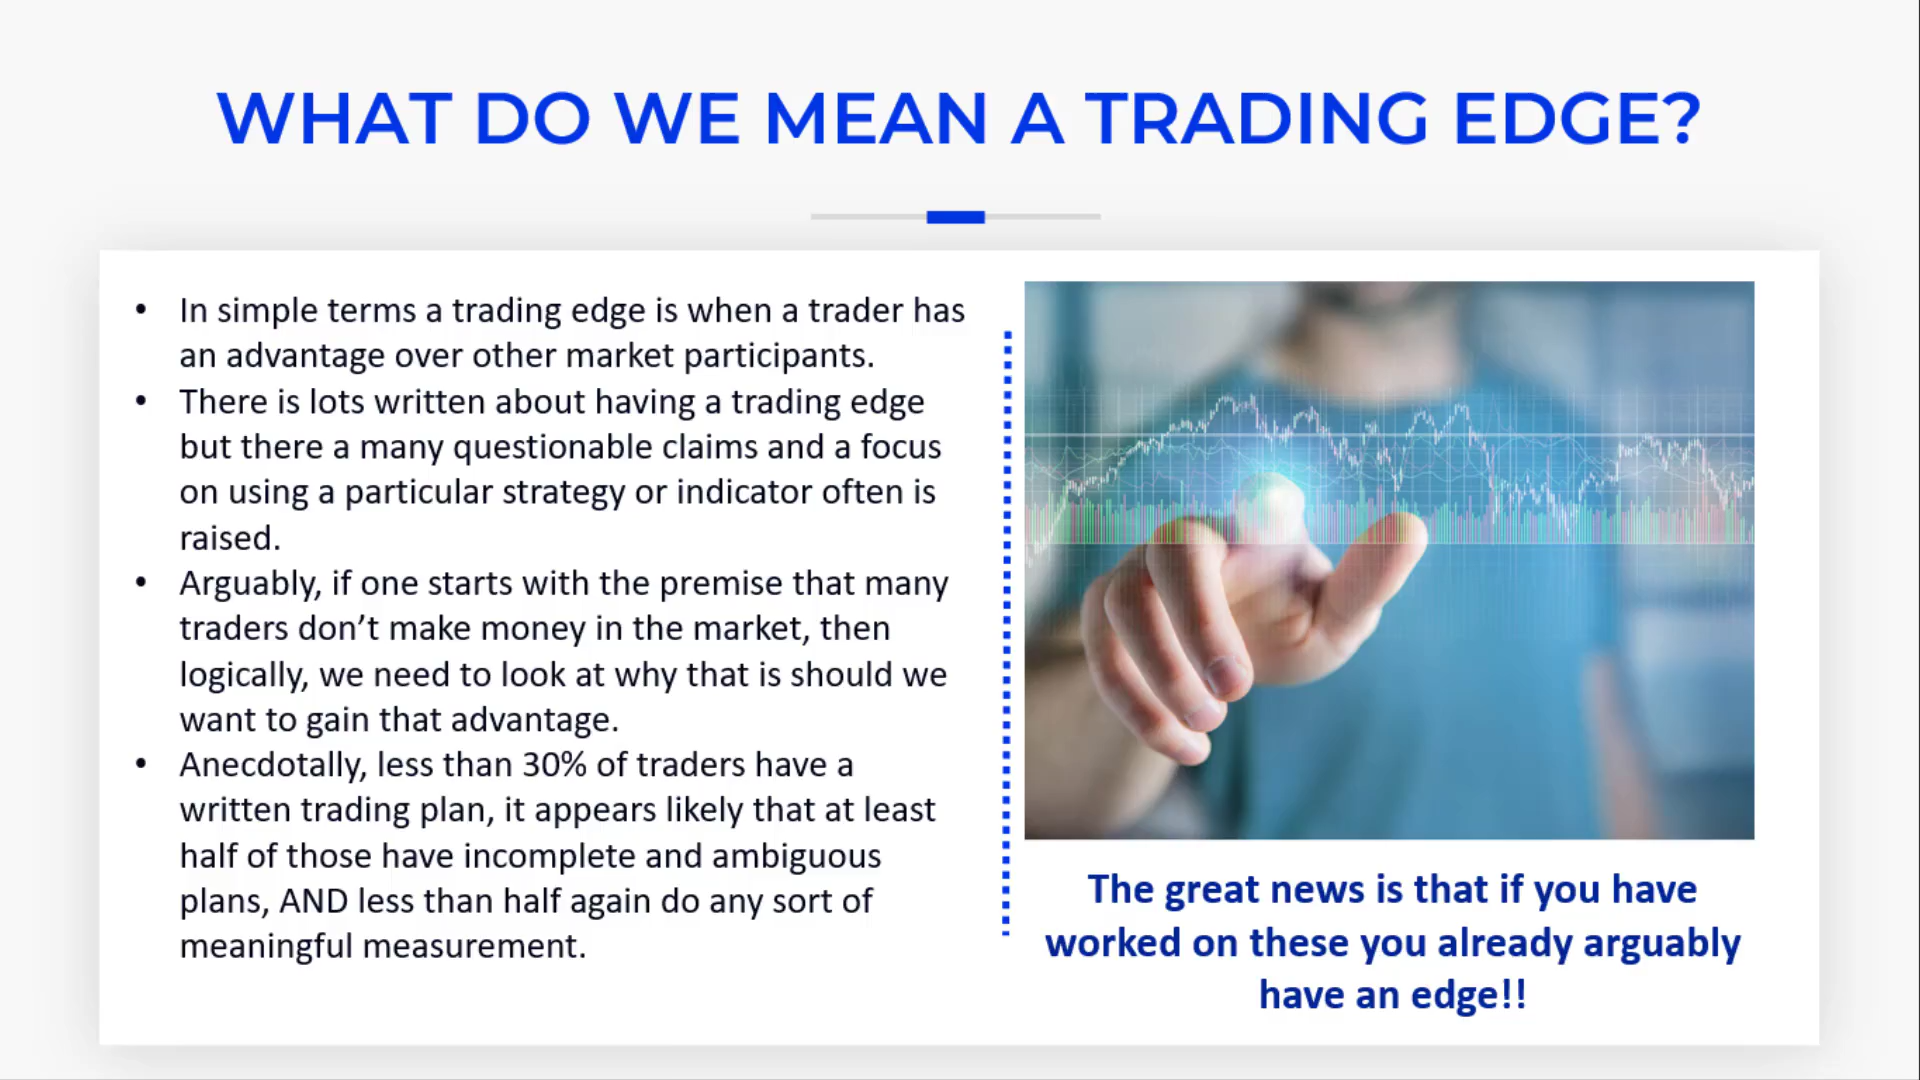 WHAT DO WE MEAN A TRADING EDGE?
• In simple terms a trading edge is when a trader has
an advantage over other market participants.
• There is lots written about having a trading edge
but there a many questionable claims and a focus
on using a particular strategy or indicator often is
raised.
• Arguably, if one starts with the premise that many
traders don’t make money in the market, then
logically, we need to look at why that is should we
want to gain that advantage.
• Anecdotally, less than 30% of traders have a
written trading plan, it appears likely that at least
half of those have incomplete and ambiguous
plans, AND less than half again do any sort of
meaningful measurement.
The great news is that if you have
worked on these you already arguably
have an edge!!